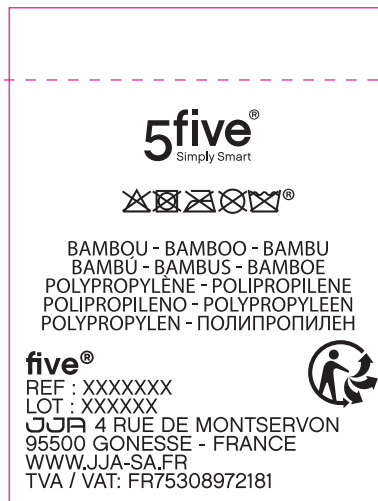 5five®
Simply Smart
®
BAMBOU - BAMBOO - BAMBU
BAMBÚ - BAMBUS - BAMBOE
POLYPROPYLÈNE - POLIPROPILENE
POLIPROPILENO - POLYPROPYLEEN
POLYPROPYLEN - ПОЛИПРОПИЛЕН
five®
REF : XXXXXXX
LOT : XXXXXX
JJA 4 RUE DE MONTSERVON
95500 GONESSE - FRANCE
WWW.JJA-SA.FR
TVA / VAT: FR75308972181